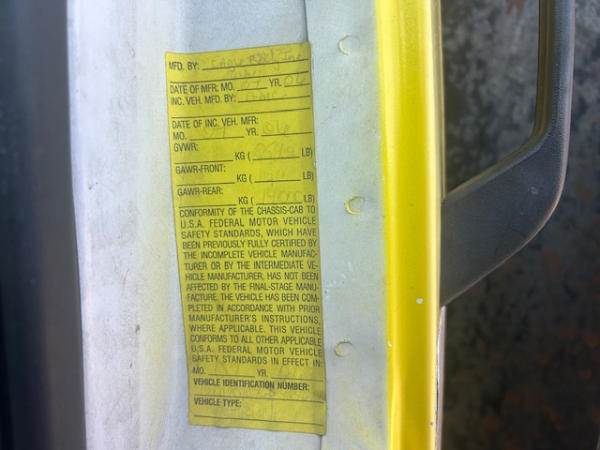 MFD. BY:
DATE OF MFR. MO. YR. 06
INC. VEH. MFD. BY:
DATE OF INC. VEH. MFR:
MO. YR. 06
GVWR:
KG ( LB)
GAWR-FRONT:
KG ( LB)
GAWR-REAR:
KG ( LB)
CONFORMITY OF THE CHASSIS-CAB TO
U.S.A. FEDERAL MOTOR VEHICLE
SAFETY STANDARDS, WHICH HAVE
BEEN PREVIOUSLY FULLY CERTIFIED BY
THE INCOMPLETE VEHICLE MANUFAC-
TURER OR BY THE INTERMEDIATE VE-
HICLE MANUFACTURER, HAS NOT BEEN
AFFECTED BY THE FINAL-STAGE MANU-
FACTURE. THE VEHICLE HAS BEEN COM-
PLETED IN ACCORDANCE WITH PRIOR
MANUFACTURER'S INSTRUCTIONS,
WHERE APPLICABLE. THIS VEHICLE
CONFORMS TO ALL OTHER APPLICABLE
U.S.A. FEDERAL MOTOR VEHICLE
SAFETY STANDARDS IN EFFECT IN:
MO. YR.
VEHICLE IDENTIFICATION NUMBER:
VEHICLE TYPE: